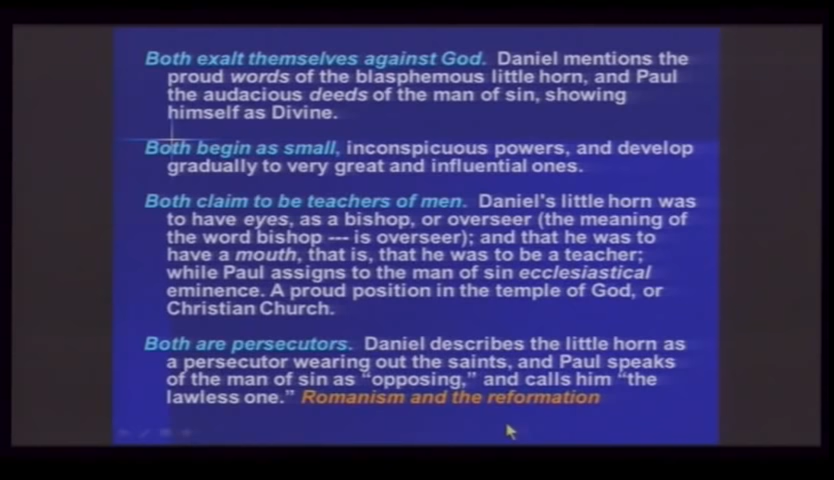 Both exalt themselves against God. Daniel mentions the
proud words of the blasphemous little horn, and Paul
the audacious deeds of the man of sin, showing
himself as Divine.
Both begin as small, inconspicuous powers, and develop
gradually to very great and influential ones.
Both claim to be teachers of men. Daniel's little horn was
to have eyes, as a bishop, or overseer (the meaning of
the word bishop --- is overseer); and that he was to
have a mouth, that is, that he was to be a teacher;
while Paul assigns to the man of sin ecclesiastical
eminence. A proud position in the temple of God, or
Christian Church.
Both are persecutors. Daniel describes the little horn as
a persecutor wearing out the saints, and Paul speaks
of the man of sin as “opposing,” and calls him “the
lawless one.” Romanism and the reformation